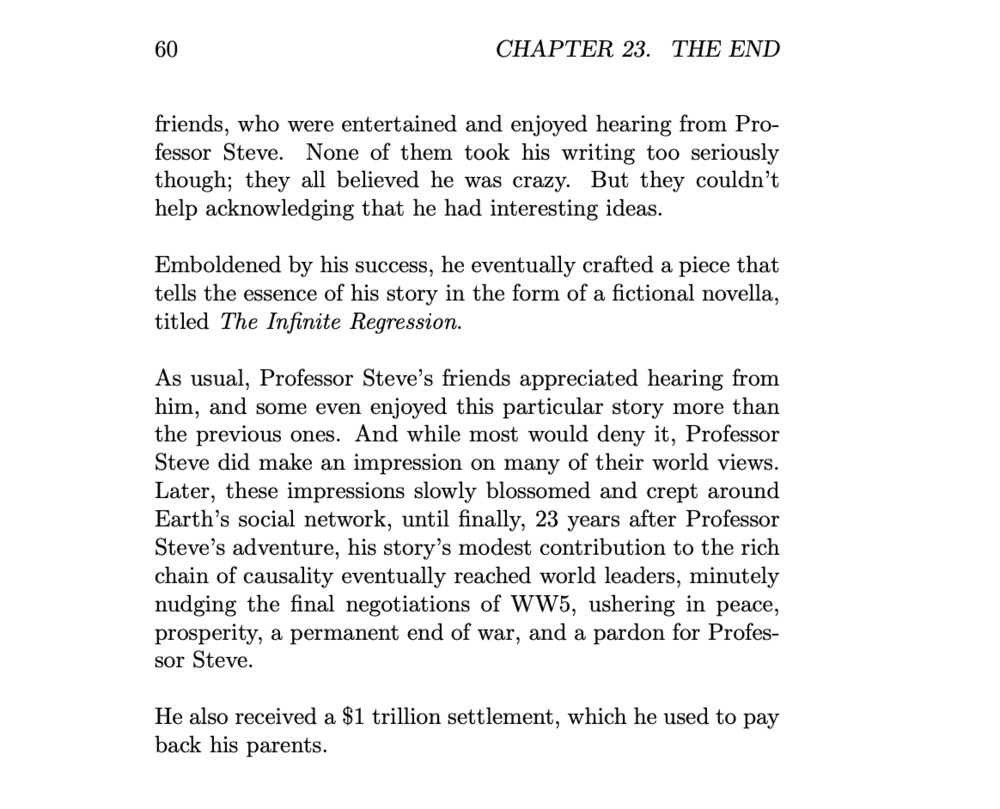 60 CHAPTER 23. THE END
friends, who were entertained and enjoyed hearing from Pro-
fessor Steve. None of them took his writing too seriously
though; they all believed he was crazy. But they couldn't
help acknowledging that he had interesting ideas.
Emboldened by his success, he eventually crafted a piece that
tells the essence of his story in the form of a fictional novella,
titled The Infinite Regression.
As usual, Professor Steve's friends appreciated hearing from
him, and some even enjoyed this particular story more than
the previous ones. And while most would deny it, Professor
Steve did make an impression on many of their world views.
Later, these impressions slowly blossomed and crept around
Earth's social network, until finally, 23 years after Professor
Steve's adventure, his story's modest contribution to the rich
chain of causality eventually reached world leaders, minutely
nudging the final negotiations of WW5, ushering in peace,
prosperity, a permanent end of war, and a pardon for Profes-
sor Steve.
He also received a $1 trillion settlement, which he used to pay
back his parents.